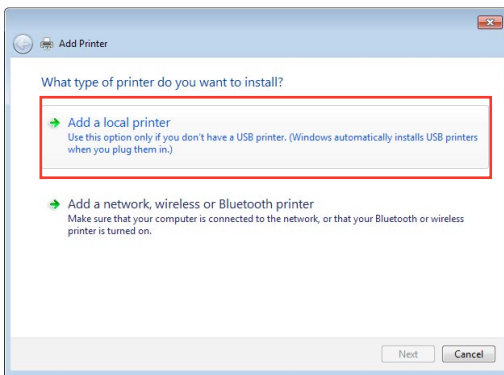 Add Printer
What type of printer do you want to install?
Add a local printer
Use this option only if you don't have a USB printer. (Windows automatically installs USB printers
when you plug them in.)
Add a network, wireless or Bluetooth printer
Make sure that your computer is connected to the network, or that your Bluetooth or wireless
printer is turned on.
Next Cancel